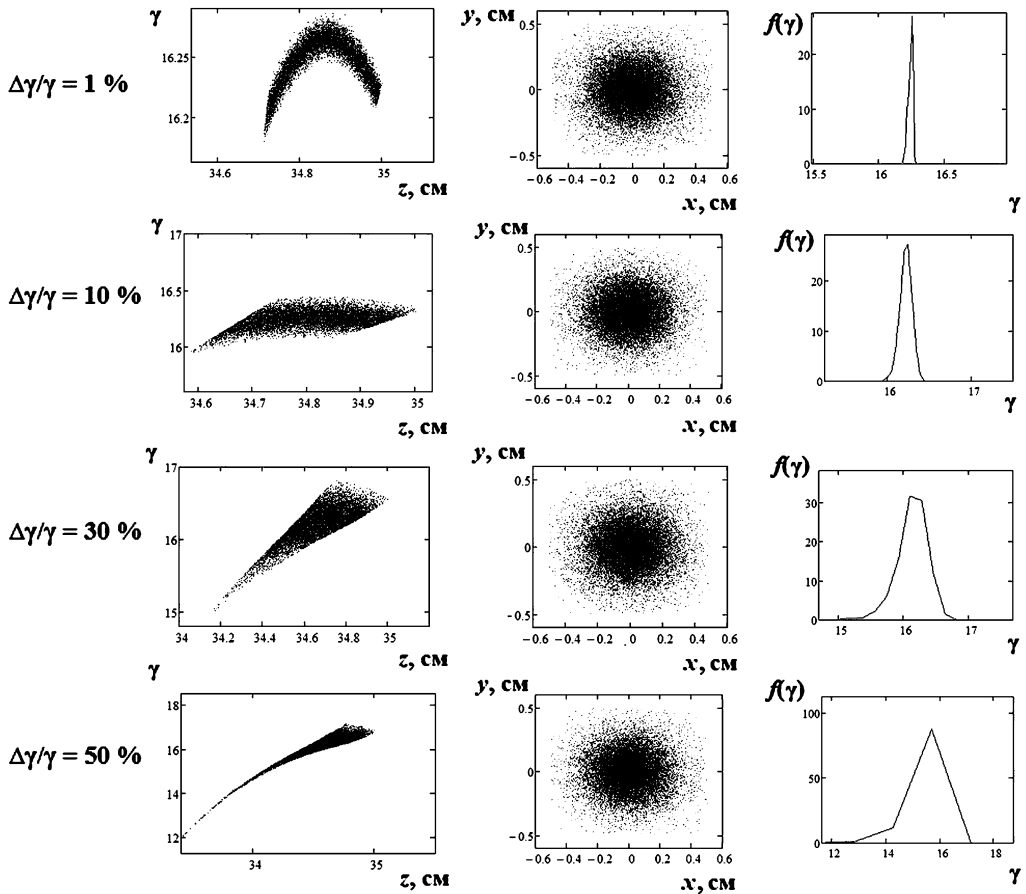 Δγ/γ = 1 %
γ
16.25
16.2
34.6 34.8 35
z, см
y, см
0.5
0
−0.5
−0.6 −0.4 −0.2 0 0.2 0.4 0.6
x, см
f(γ)
20
10
0
15.5 16 16.5
γ
Δγ/γ = 10 %
γ
17
16.5
16
34.6 34.7 34.8 34.9 35
z, см
y, см
0.5
0
−0.5
−0.6 −0.4 −0.2 0 0.2 0.4 0.6
x, см
f(γ)
20
10
0
16 17
γ
Δγ/γ = 30 %
γ
17
16
15
34 34.2 34.4 34.6 34.8 35
z, см
y, см
0.5
0
−0.5
−0.6 −0.4 −0.2 0 0.2 0.4 0.6
x, см
f(γ)
30
20
10
0
15 16 17
γ
Δγ/γ = 50 %
γ
18
16
14
12
34 35
z, см
y, см
0.5
0
−0.5
−0.6 −0.4 −0.2 0 0.2 0.4 0.6
x, см
f(γ)
100
50
0
12 14 16 18
γ